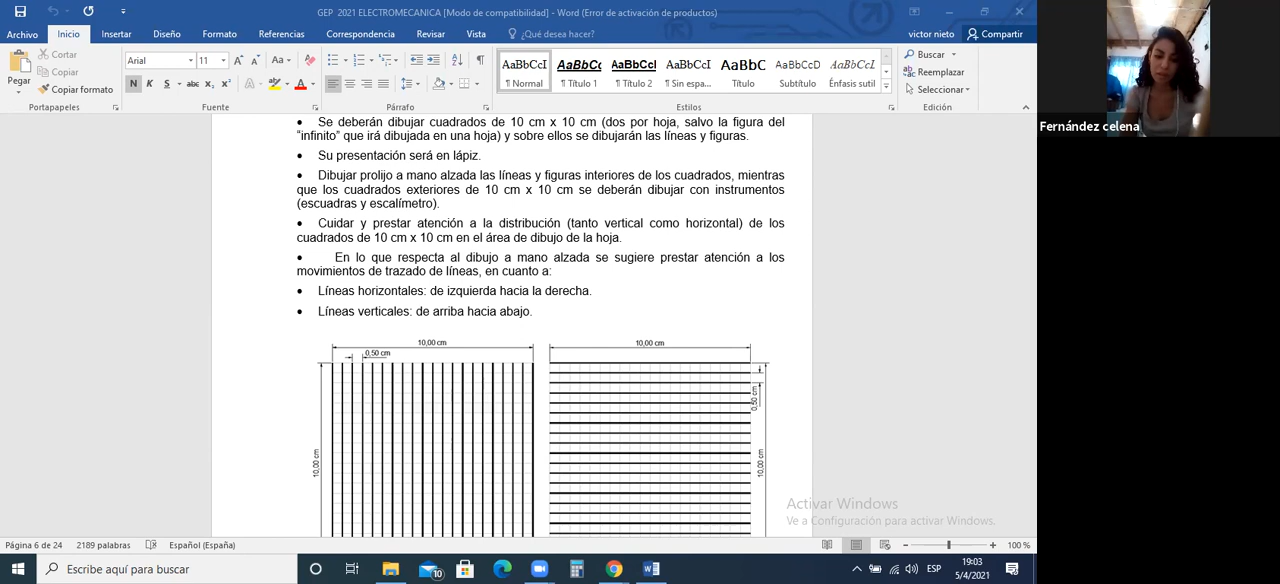 GEP 2021 ELECTROMECANICA [Modo de compatibilidad] - Word (Error de activación de productos)
Archivo Inicio Insertar Diseño Formato Referencias Correspondencia Revisar Vista ¿Qué desea hacer? victor nieto Compartir
Pegar
Cortar
Copiar
Copiar formato
Portapapeles
Arial 11
Aa
N K S abc x₂ x²
Fuente
Párrafo
AaBbCcI AaBbCc AaBbCcI AaBbCcI AaBbC AaBbCcD AaBbCcL
¶ Normal ¶ Título 1 ¶ Título 2 ¶ Sin espa... Título Subtítulo Énfasis sutil
Estilos
Buscar
Reemplazar
Seleccionar
Edición
Fernández celena
• Se deberán dibujar cuadrados de 10 cm x 10 cm (dos por hoja, salvo la figura del
“infinito” que irá dibujada en una hoja) y sobre ellos se dibujarán las líneas y figuras.
• Su presentación será en lápiz.
• Dibujar prolijo a mano alzada las líneas y figuras interiores de los cuadrados, mientras
que los cuadrados exteriores de 10 cm x 10 cm se deberán dibujar con instrumentos
(escuadras y escalímetro).
• Cuidar y prestar atención a la distribución (tanto vertical como horizontal) de los
cuadrados de 10 cm x 10 cm en el área de dibujo de la hoja.
• En lo que respecta al dibujo a mano alzada se sugiere prestar atención a los
movimientos de trazado de líneas, en cuanto a:
• Líneas horizontales: de izquierda hacia la derecha.
• Líneas verticales: de arriba hacia abajo.
10,00 cm
0,50 cm
10,00 cm
10,00 cm
0,50 cm
10,00 cm
Activar Windows
Ve a Configuración para activar Windows.
Página 6 de 24 2189 palabras Español (España) 100 %
Escribe aquí para buscar
10
ESP
19:03
5/4/2021